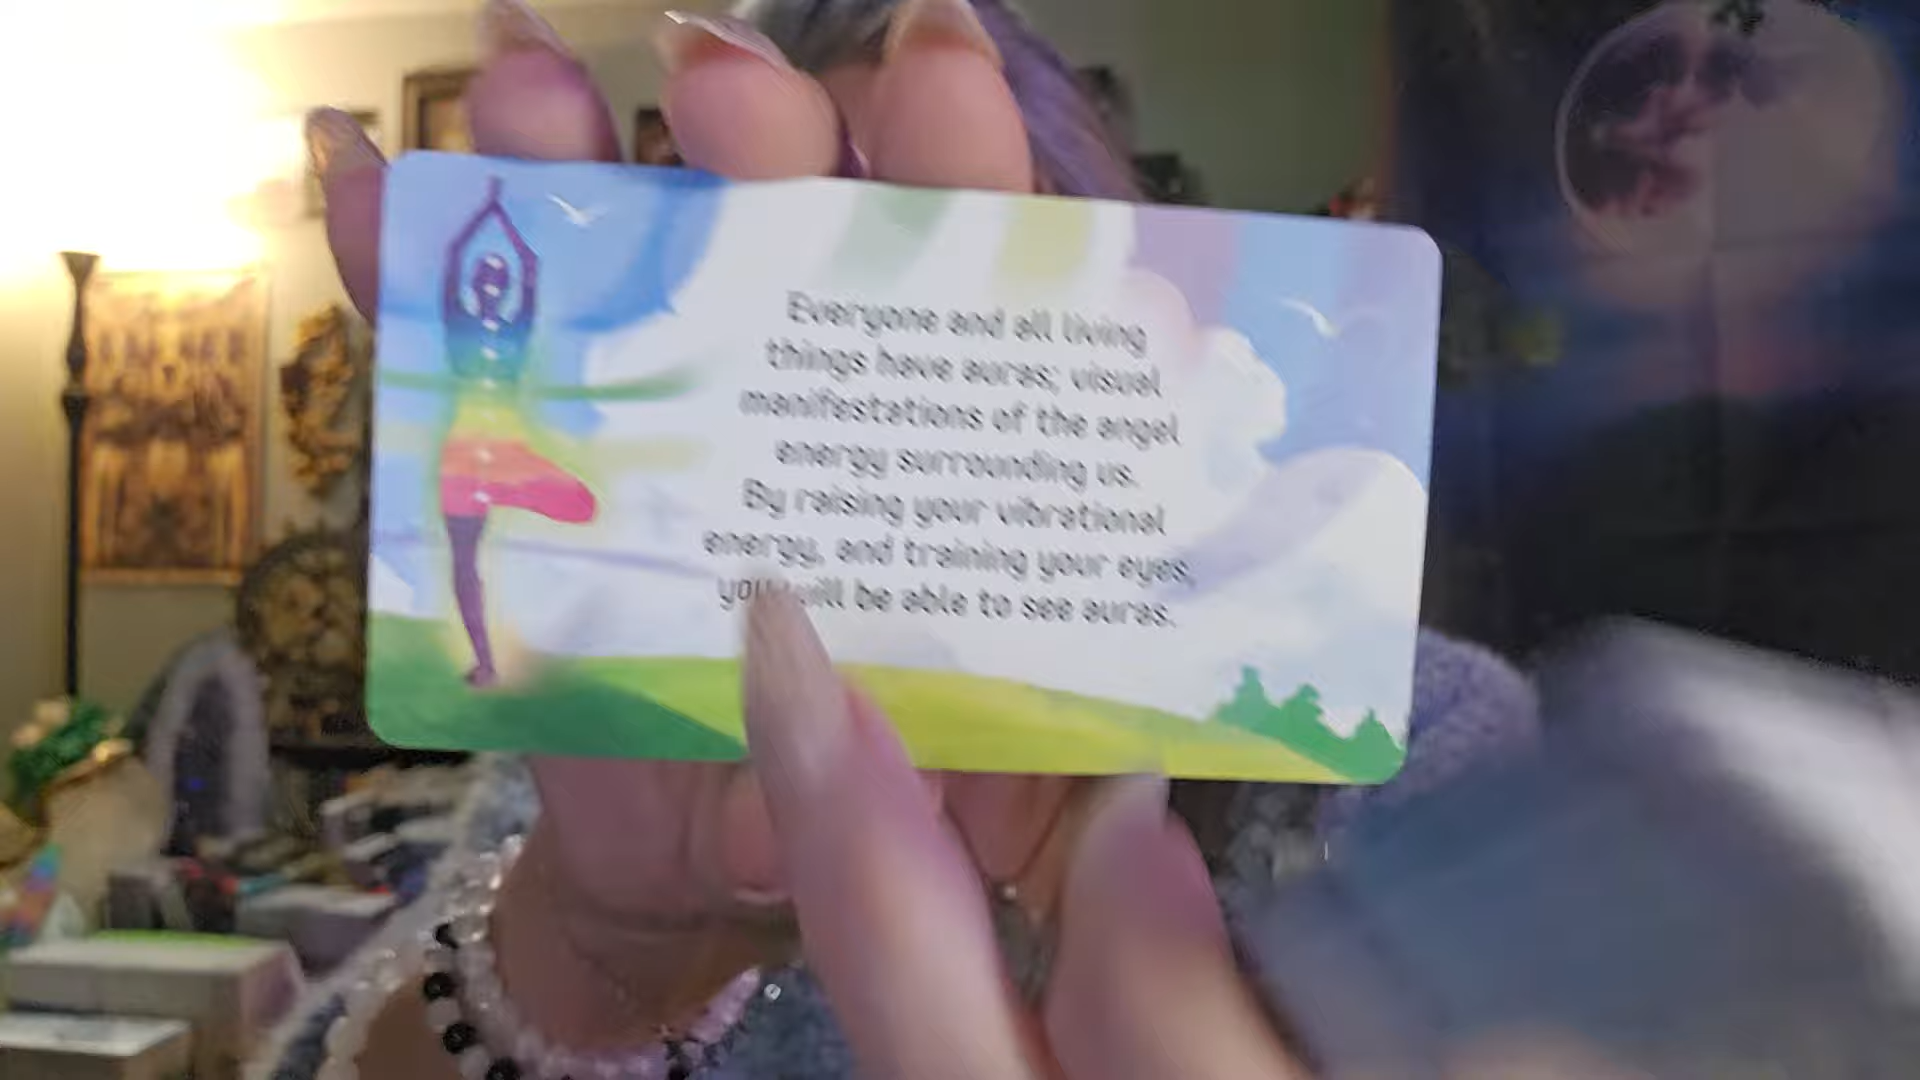 Everyone and all living
things have auras; visual
manifestations of the angel
energy surrounding us.
By raising your vibrational
energy, and training your eyes,
you will be able to see auras.